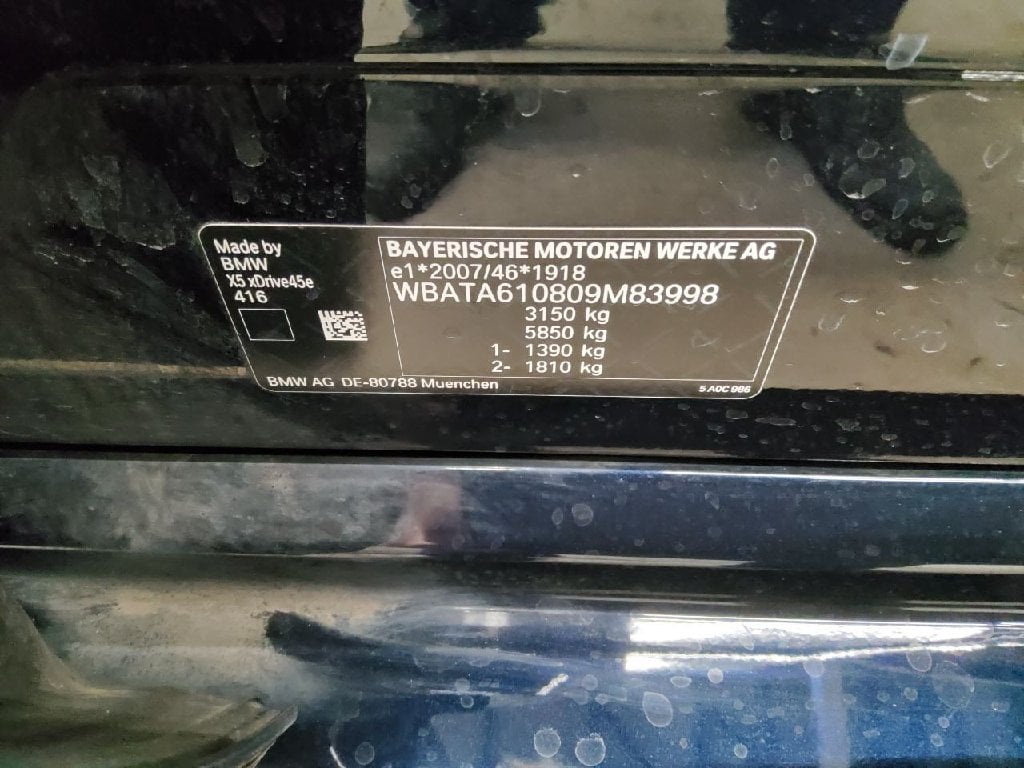 Made by
BMW
X5 xDrive45e
416
BAYERISCHE MOTOREN WERKE AG
e1*2007/46*1918
WBATA610809M83998
3150 kg
5850 kg
1- 1390 kg
2- 1810 kg
BMW AG DE-80788 Muenchen
5 A0C 986